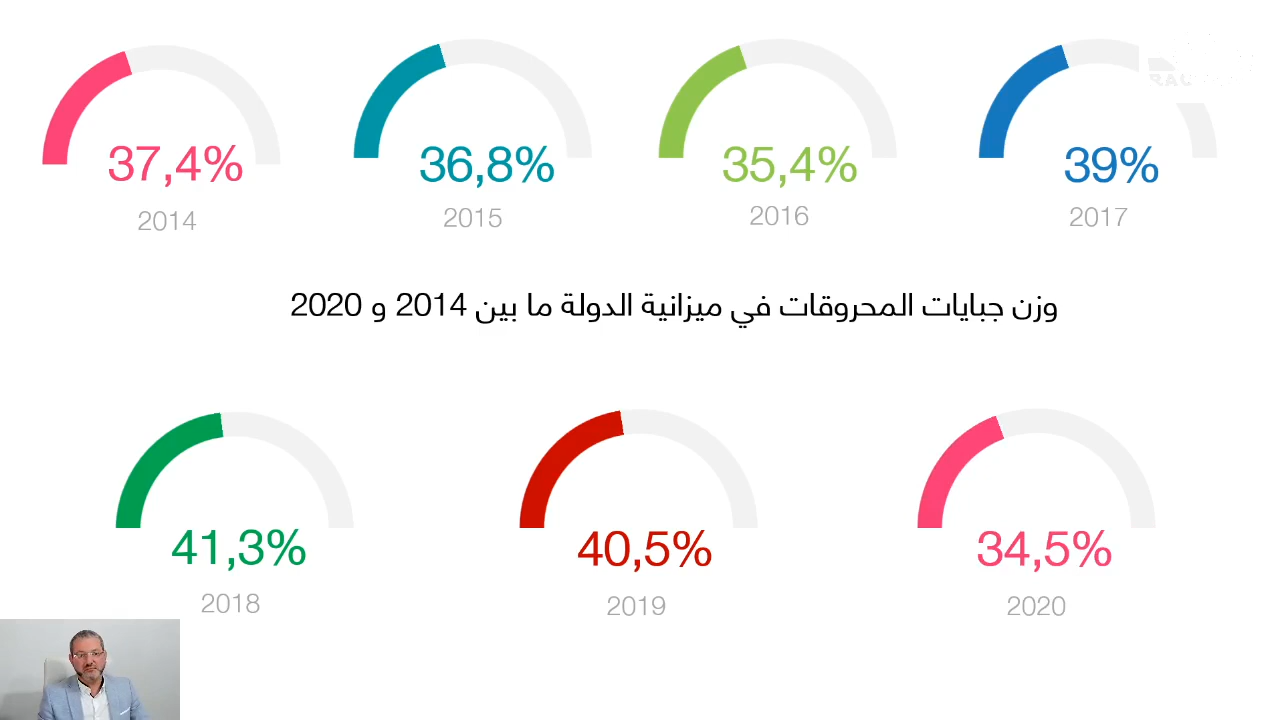 37,4% 36,8% 35,4% 39%
2014 2015 2016 2017
وزن جبايات المحروقات في ميزانية الدولة ما بين 2014 و 2020
41,3% 40,5% 34,5%
2018 2019 2020